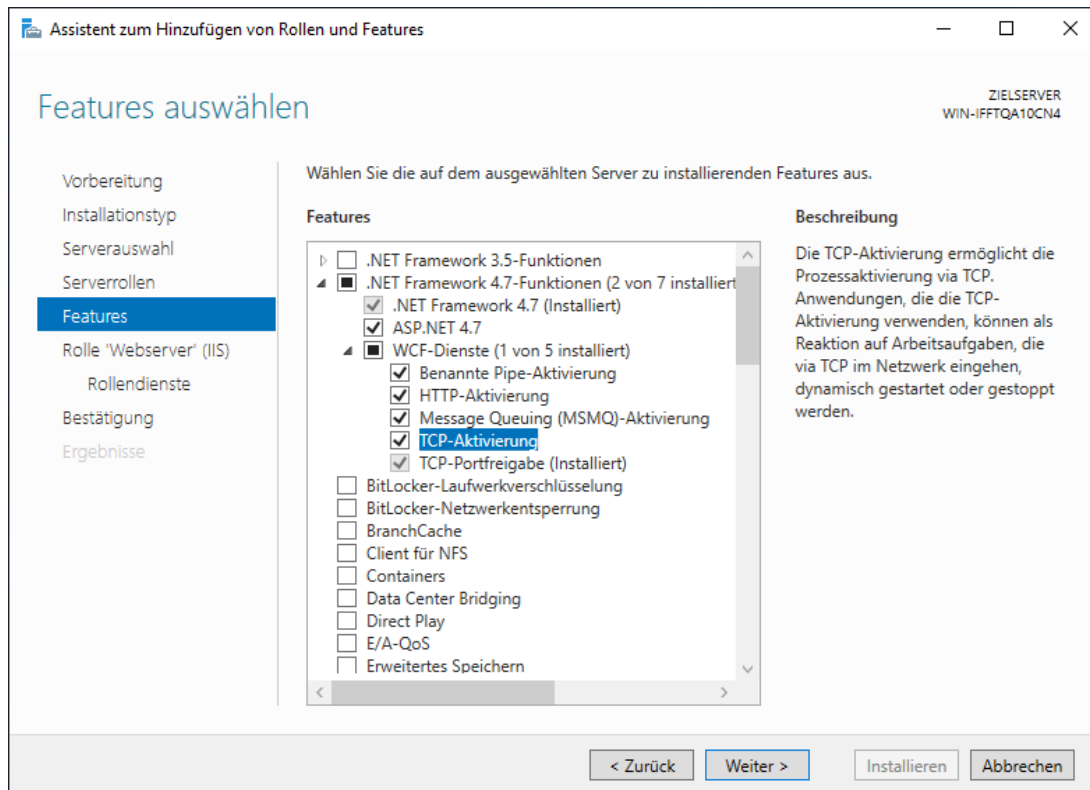 Assistent zum Hinzufügen von Rollen und Features
Features auswählen
ZIELSERVER
WIN-IFFTQA10CN4
Vorbereitung
Installationstyp
Serverauswahl
Serverrollen
Features
Rolle "Webserver" (IIS)
Rollendienste
Bestätigung
Ergebnisse
Wählen Sie die auf dem ausgewählten Server zu installierenden Features aus.
Features
.NET Framework 3.5-Funktionen
.NET Framework 4.7-Funktionen (2 von 7 installiert
.NET Framework 4.7 (Installiert)
ASP.NET 4.7
WCF-Dienste (1 von 5 installiert)
Benannte Pipe-Aktivierung
HTTP-Aktivierung
Message Queuing (MSMQ)-Aktivierung
TCP-Aktivierung
TCP-Portfreigabe (Installiert)
BitLocker-Laufwerkverschlüsselung
BitLocker-Netzwerkentsperrung
BranchCache
Client für NFS
Containers
Data Center Bridging
Direct Play
E/A-QoS
Erweitertes Speichern
Beschreibung
Die TCP-Aktivierung ermöglicht die
Prozessaktivierung via TCP.
Anwendungen, die die TCP-
Aktivierung verwenden, können als
Reaktion auf Arbeitsaufgaben, die
via TCP im Netzwerk eingehen,
dynamisch gestartet oder gestoppt
werden.
< Zurück
Weiter >
Installieren
Abbrechen